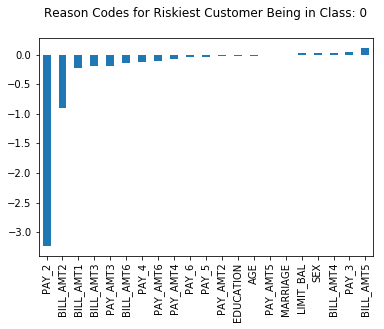 Reason Codes for Riskiest Customer Being in Class: 0
0.0
−0.5
−1.0
−1.5
−2.0
−2.5
−3.0
PAY_2
BILL_AMT2
BILL_AMT1
BILL_AMT3
PAY_AMT3
BILL_AMT6
PAY_4
PAY_AMT6
PAY_AMT4
PAY_6
PAY_5
PAY_AMT2
EDUCATION
AGE
PAY_AMT5
MARRIAGE
LIMIT_BAL
SEX
BILL_AMT4
PAY_3
BILL_AMT5